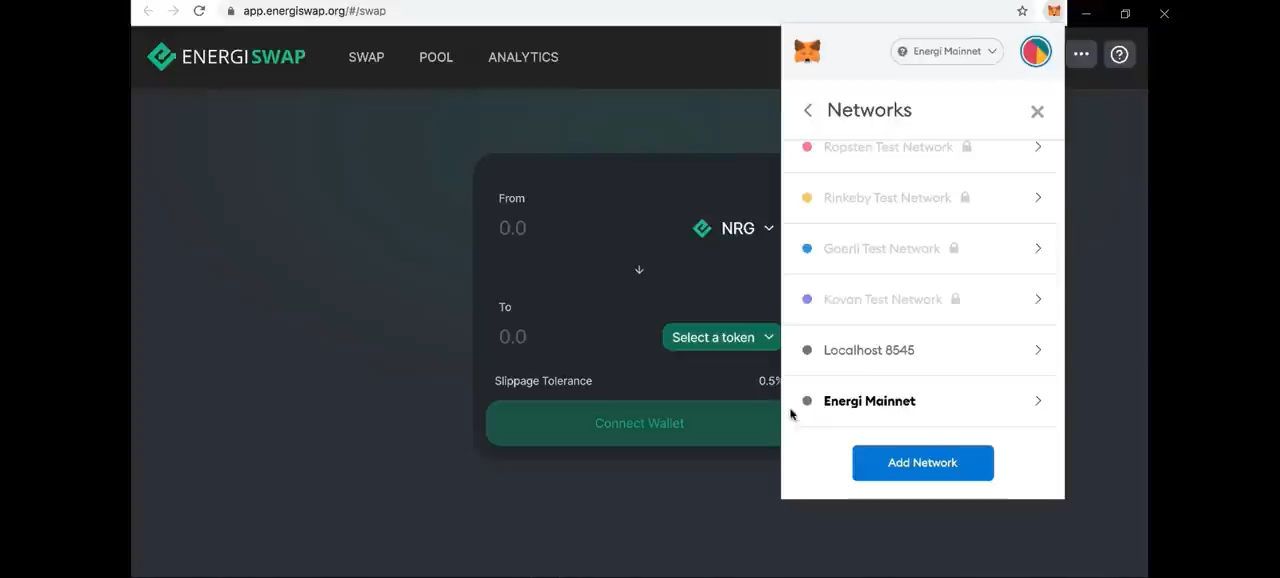 app.energiswap.org/#/swap
ENERGISWAP
SWAP
POOL
ANALYTICS
Energi Mainnet
Networks
Ropsten Test Network
Rinkeby Test Network
Goerli Test Network
Kovan Test Network
Localhost 8545
Energi Mainnet
Add Network
From
0.0
NRG
To
0.0
Select a token
Slippage Tolerance
0.5%
Connect Wallet